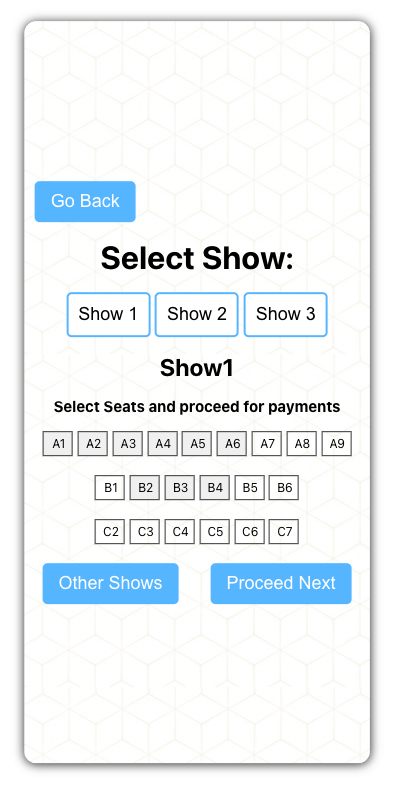 Go Back
Select Show:
Show 1 Show 2 Show 3
Show1
Select Seats and proceed for payments
A1 A2 A3 A4 A5 A6 A7 A8 A9
B1 B2 B3 B4 B5 B6
C2 C3 C4 C5 C6 C7
Other Shows Proceed Next